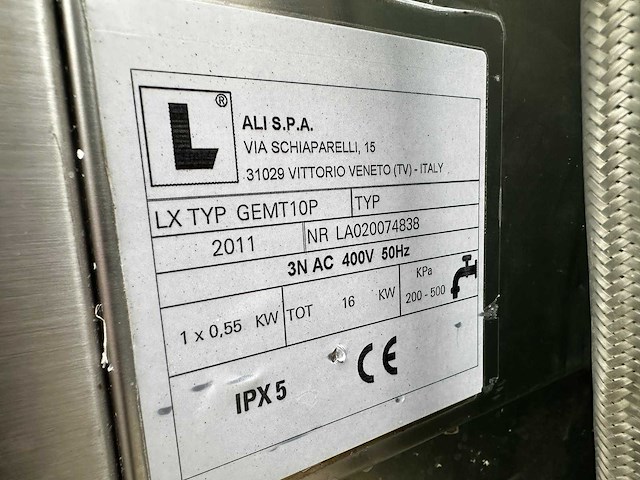 L®
ALI S.P.A.
VIA SCHIAPARELLI, 15
31029 VITTORIO VENETO (TV) - ITALY
LX TYP GEMT10P TYP
2011 NR LA020074838
3N AC 400V 50Hz
1 x 0,55 KW TOT 16 KW KPa
200 - 500
IPX 5 CE